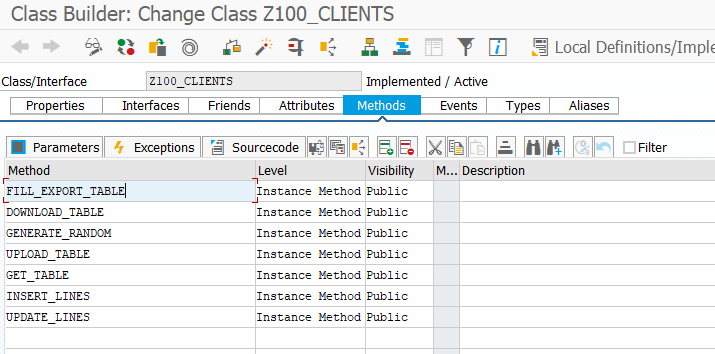 Class Builder: Change Class Z100_CLIENTS
Local Definitions/Imple
Class/Interface Z100_CLIENTS Implemented / Active
Properties Interfaces Friends Attributes Methods Events Types Aliases
Parameters Exceptions Sourcecode Filter
Method Level Visibility M... Description
FILL_EXPORT_TABLE Instance Method Public
DOWNLOAD_TABLE Instance Method Public
GENERATE_RANDOM Instance Method Public
UPLOAD_TABLE Instance Method Public
GET_TABLE Instance Method Public
INSERT_LINES Instance Method Public
UPDATE_LINES Instance Method Public